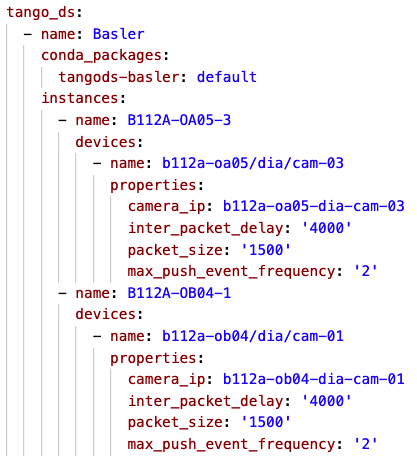 tango_ds:
  - name: Basler
    conda_packages:
      tangods-basler: default
    instances:
      - name: B112A-OA05-3
        devices:
          - name: b112a-oa05/dia/cam-03
            properties:
              camera_ip: b112a-oa05-dia-cam-03
              inter_packet_delay: '4000'
              packet_size: '1500'
              max_push_event_frequency: '2'
      - name: B112A-OB04-1
        devices:
          - name: b112a-ob04/dia/cam-01
            properties:
              camera_ip: b112a-ob04-dia-cam-01
              inter_packet_delay: '4000'
              packet_size: '1500'
              max_push_event_frequency: '2'